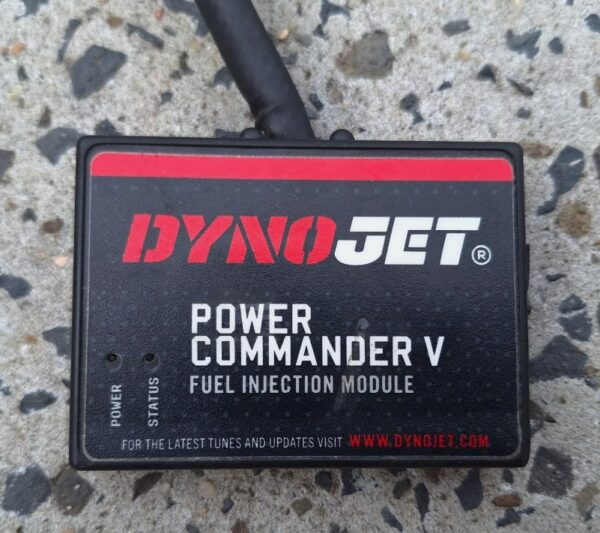 DYNOJET®
POWER
COMMANDER V
FUEL INJECTION MODULE
POWER
STATUS
FOR THE LATEST TUNES AND UPDATES VISIT WWW.DYNOJET.COM